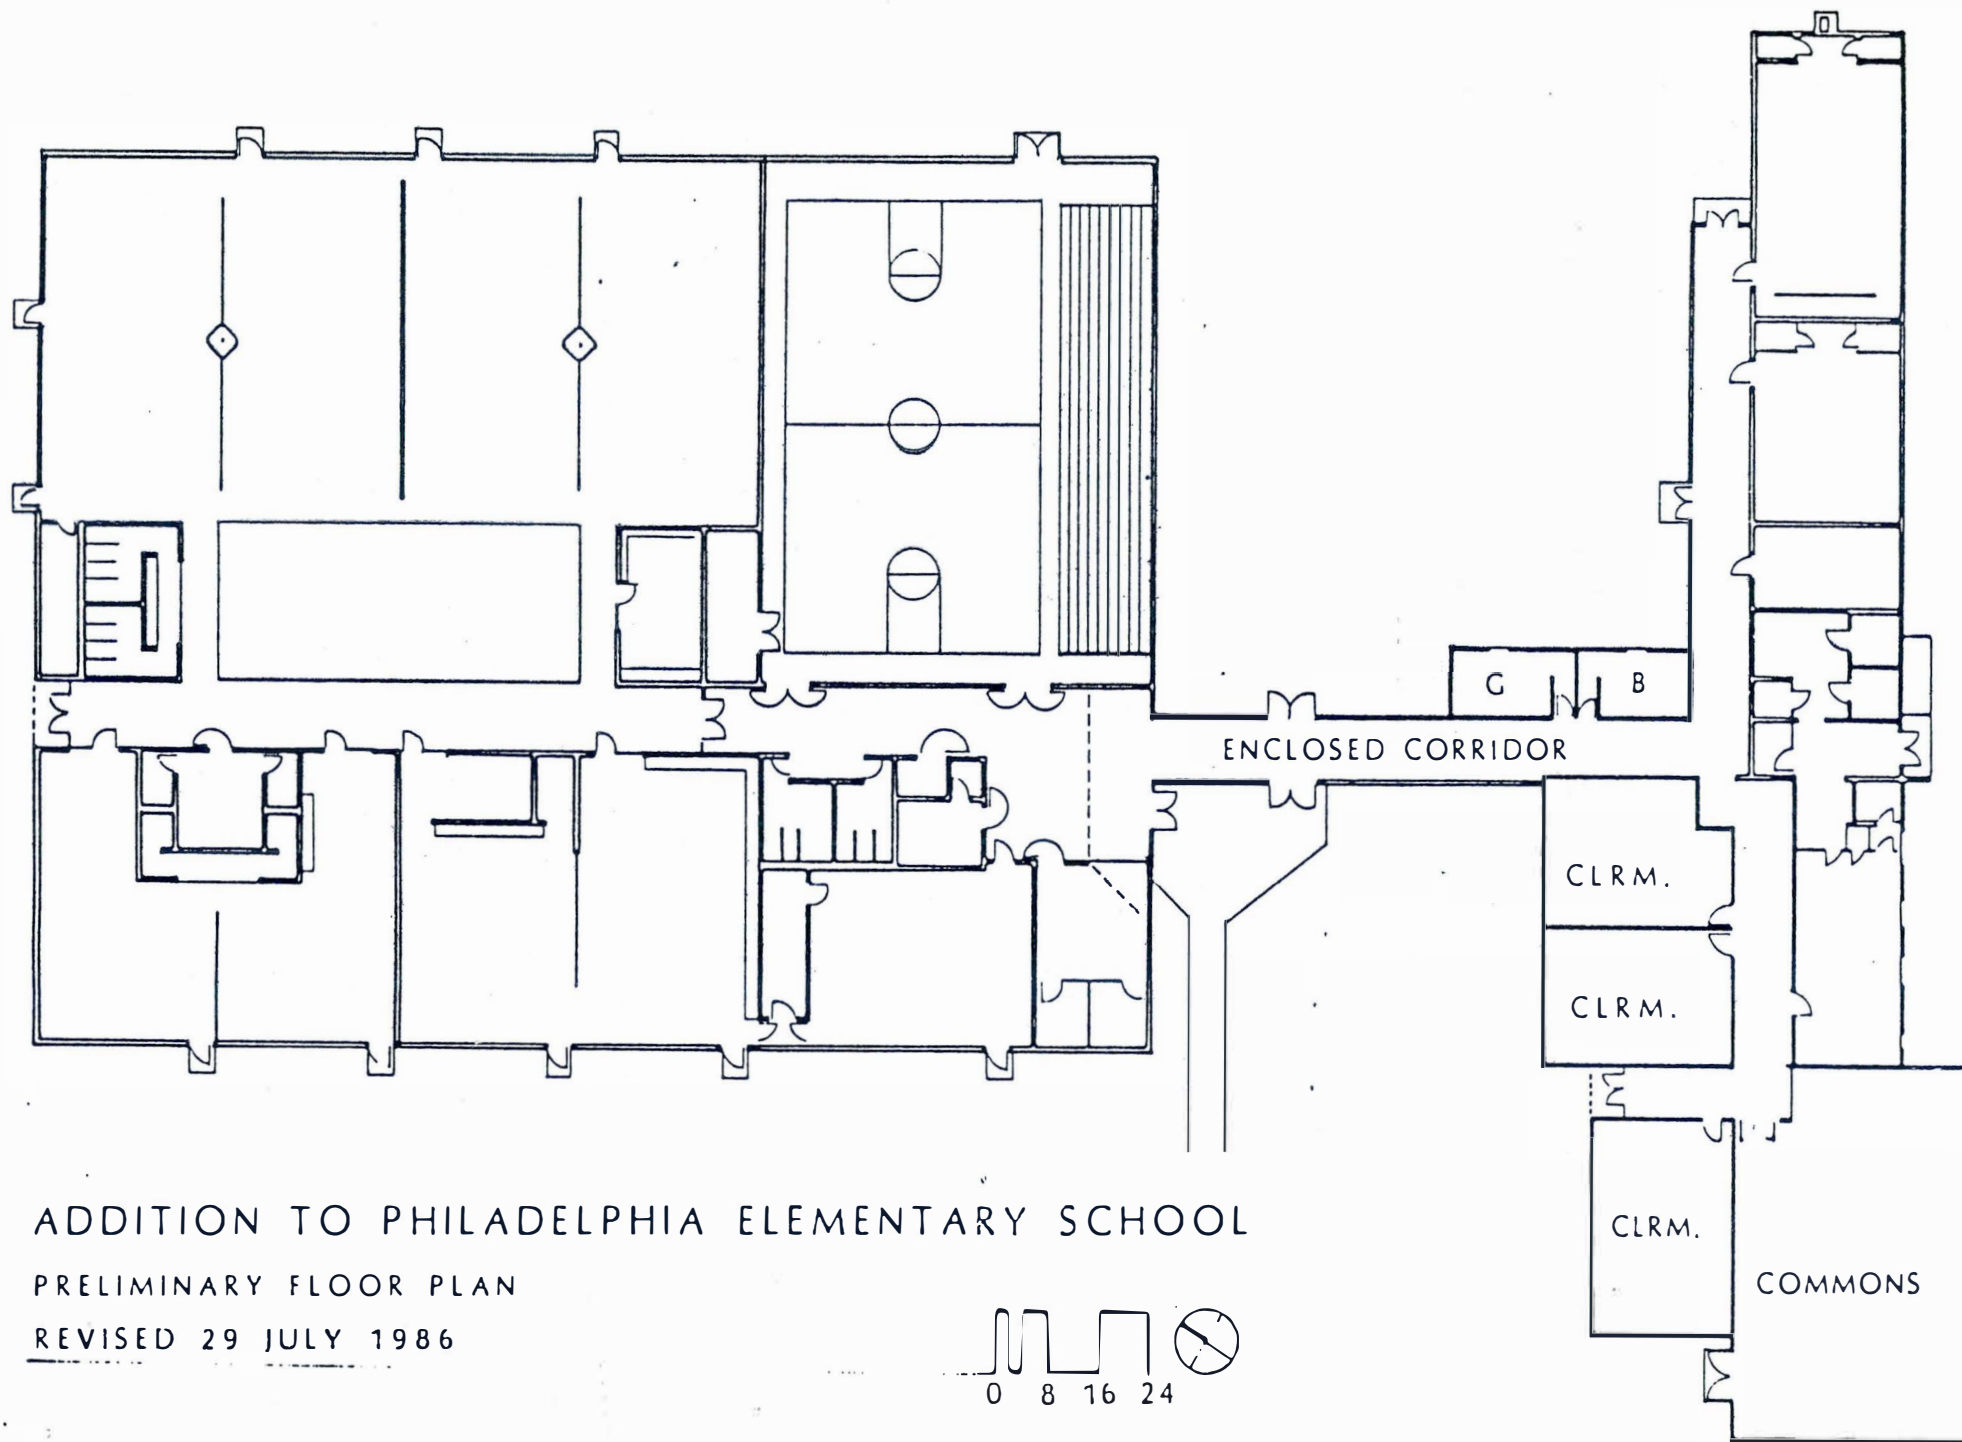 G
B
ENCLOSED CORRIDOR
CLRM.
CLRM.
CLRM.
COMMONS
ADDITION TO PHILADELPHIA ELEMENTARY SCHOOL
PRELIMINARY FLOOR PLAN
REVISED 29 JULY 1986
0 8 16 24